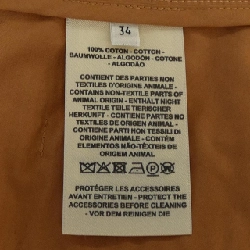 34
100% COTON - COTTON -
BAUMWOLLE - ALGODÓN - COTONE
- ALGODÃO
CONTIENT DES PARTIES NON
TEXTILES D'ORIGINE ANIMALE -
CONTAINS NON-TEXTILE PARTS OF
ANIMAL ORIGIN - ENTHÄLT NICHT
TEXTILE TEILE TIERISCHER
HERKUNFT - CONTIENE PARTES NO
TEXTILES DE ORIGEN ANIMAL -
CONTIENE PARTI NON TESSILI DI
ORIGINE ANIMALE - CONTÉM
ELEMENTOS NÃO-TÊXTEIS DE
ORIGEM ANIMAL
PROTÉGER LES ACCESSOIRES
AVANT ENTRETIEN - PROTECT THE
ACCESSORIES BEFORE CLEANING
- VOR DEM REINIGEN DIE